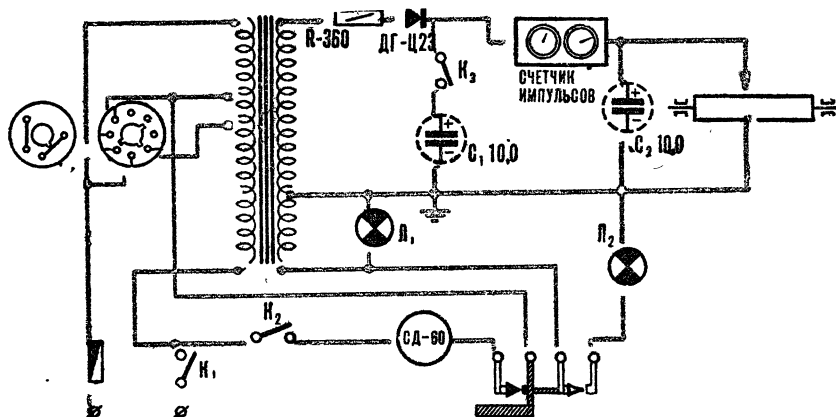 R-360
ДГ-Ц23
К₃
СЧЕТЧИК
ИМПУЛЬСОВ
+
−
С₁ 10,0
+
−
С₂ 10,0
Л₁
Л₂
К₂
СД-60
К₁